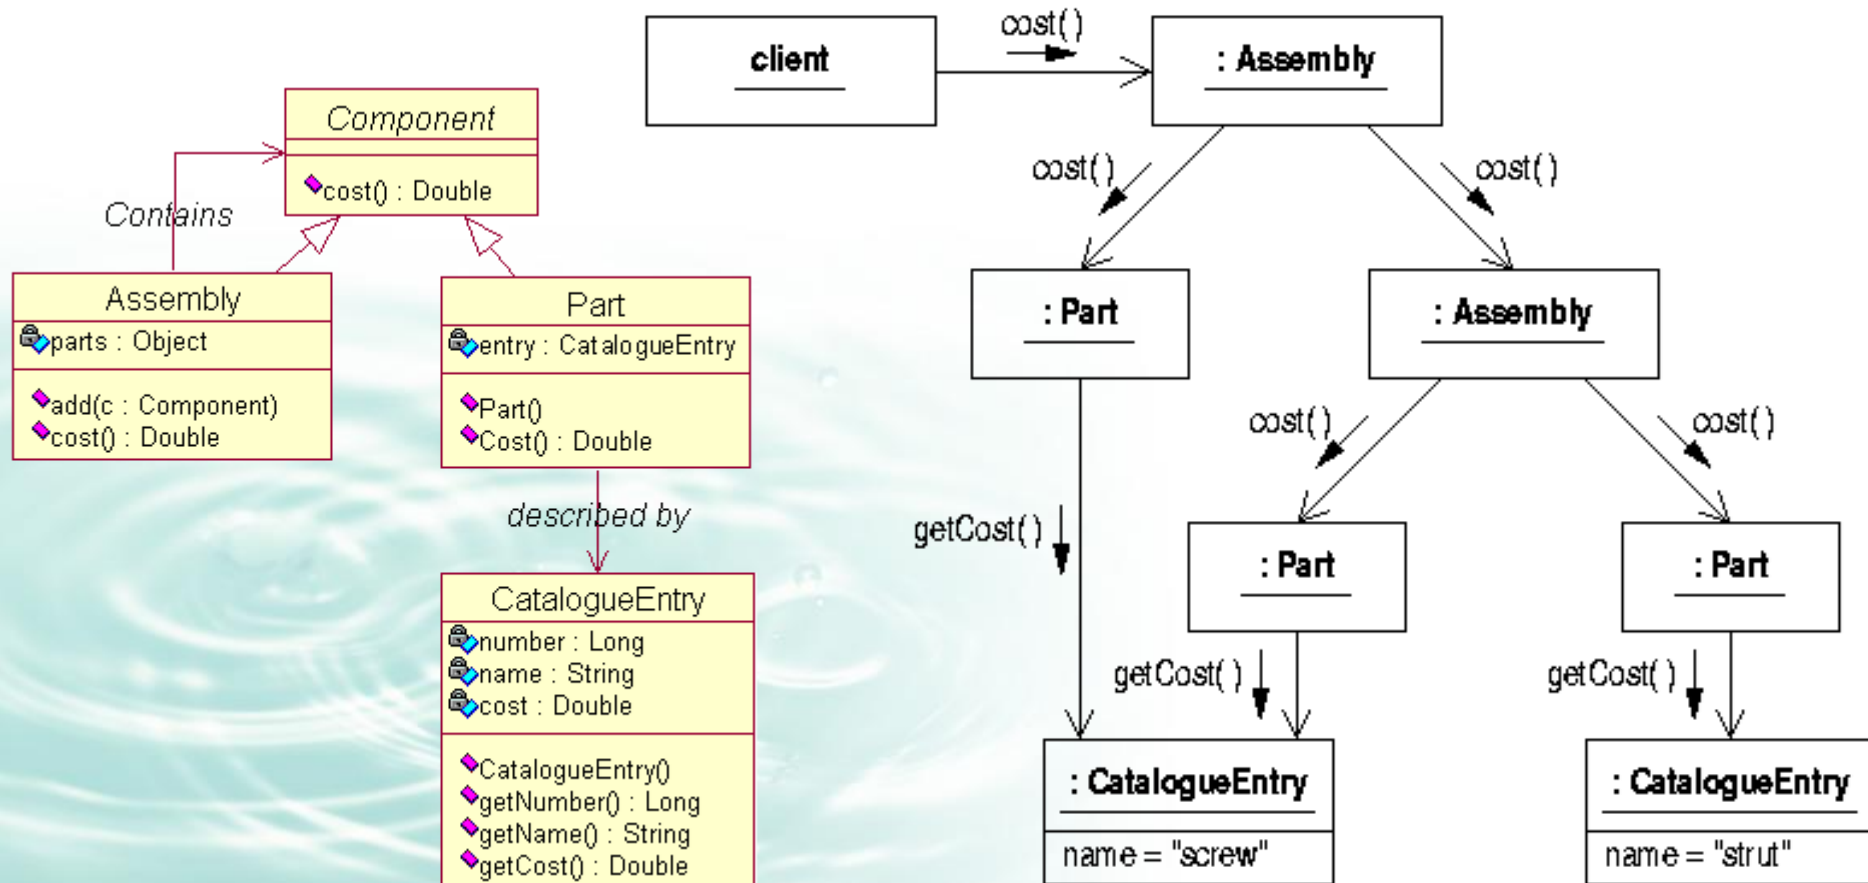 Component
cost() : Double
Contains
Assembly
parts : Object
add(c : Component)
cost() : Double
Part
entry : CatalogueEntry
Part()
Cost() : Double
described by
CatalogueEntry
number : Long
name : String
cost : Double
CatalogueEntry()
getNumber() : Long
getName() : String
getCost() : Double
client
cost()
: Assembly
cost()
cost()
: Part
: Assembly
cost()
cost()
getCost()
: Part
: Part
getCost()
getCost()
: CatalogueEntry
name = "screw"
: CatalogueEntry
name = "strut"